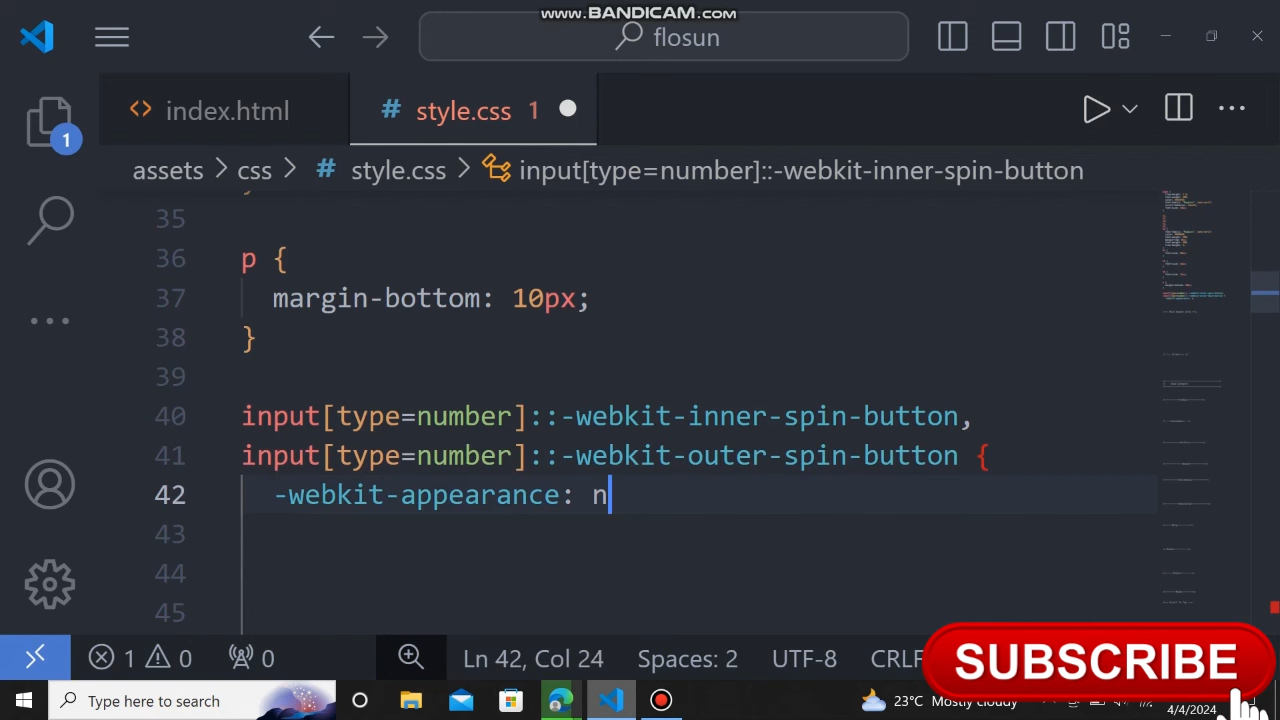 www.BANDICAM.com
flosun
index.html
# style.css 1
assets > css > # style.css > input[type=number]::-webkit-inner-spin-button
35
36 p {
37 margin-bottom: 10px;
38 }
39
40 input[type=number]::-webkit-inner-spin-button,
41 input[type=number]::-webkit-outer-spin-button {
42 -webkit-appearance: n
43
44
45
1
1 0 0 Ln 42, Col 24 Spaces: 2 UTF-8 CRLF
SUBSCRIBE
Type here to search
23°C Mostly cloudy
4/4/2024